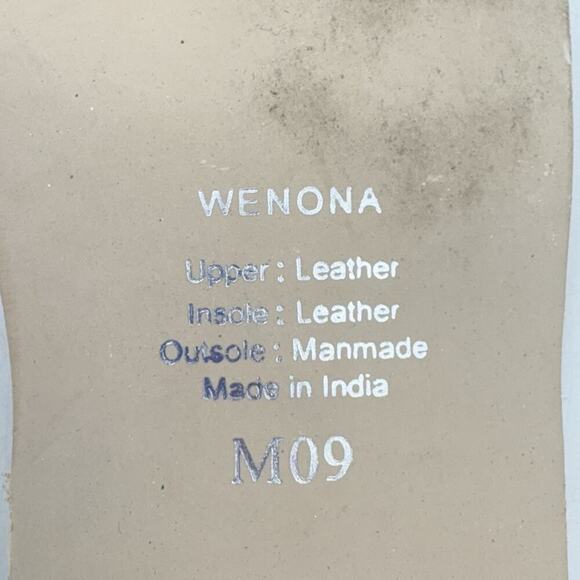 WENONA
Upper : Leather
Insole : Leather
Outsole : Manmade
Made in India
M09